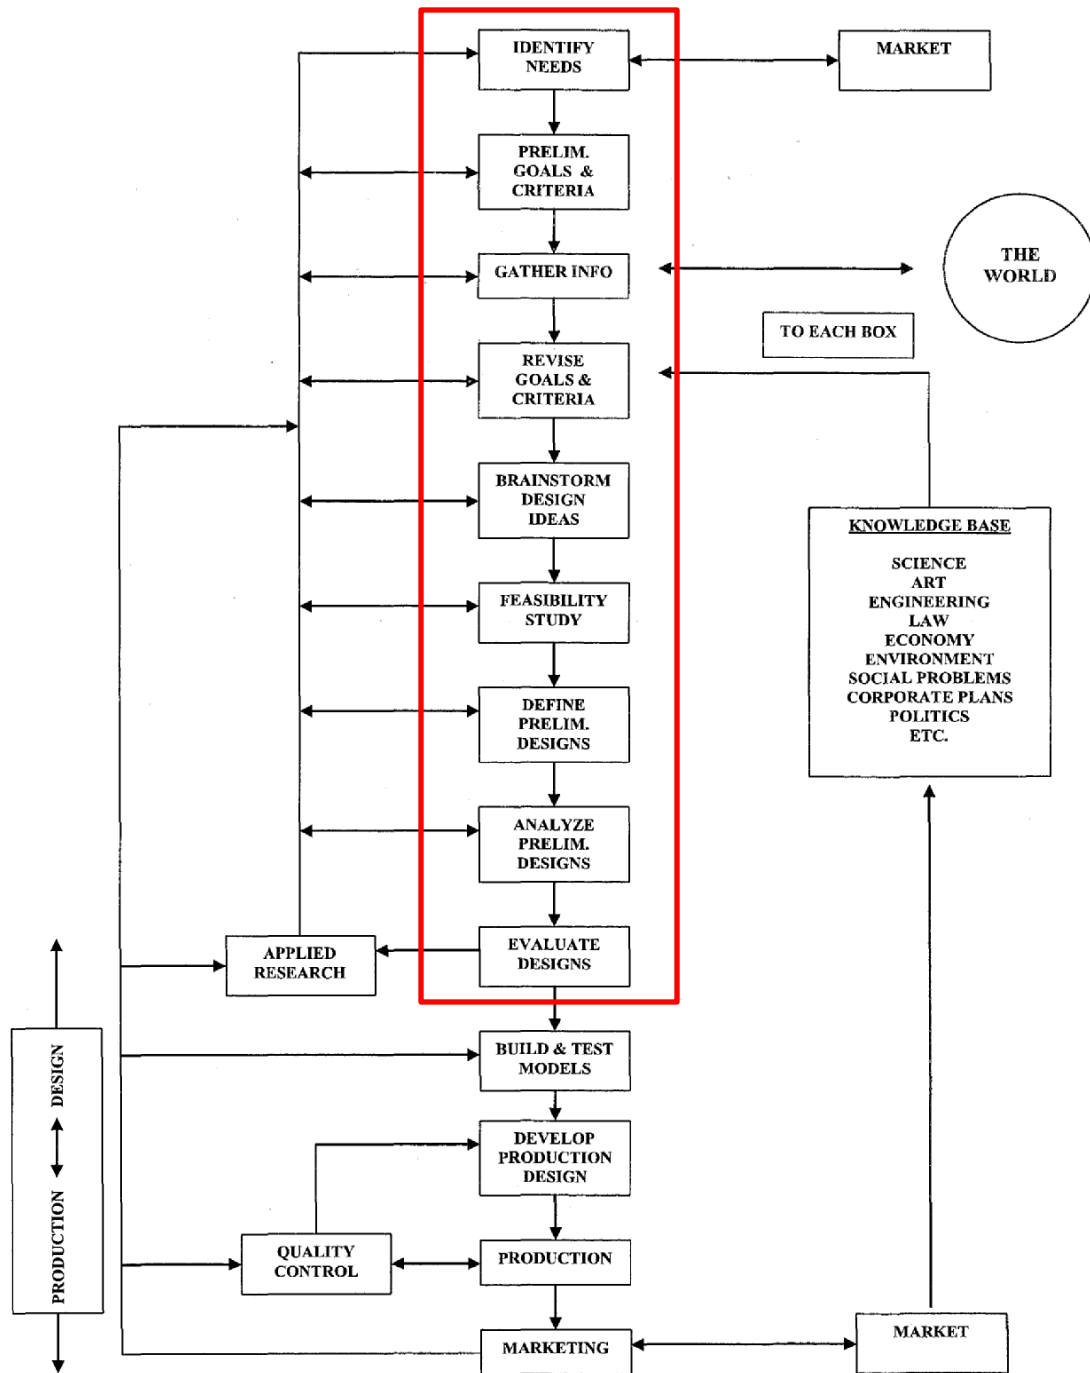 IDENTIFY
NEEDS
MARKET
PRELIM.
GOALS &
CRITERIA
GATHER INFO
THE
WORLD
TO EACH BOX
REVISE
GOALS &
CRITERIA
BRAINSTORM
DESIGN
IDEAS
KNOWLEDGE BASE
SCIENCE
ART
ENGINEERING
LAW
ECONOMY
ENVIRONMENT
SOCIAL PROBLEMS
CORPORATE PLANS
POLITICS
ETC.
FEASIBILITY
STUDY
DEFINE
PRELIM.
DESIGNS
ANALYZE
PRELIM.
DESIGNS
APPLIED
RESEARCH
EVALUATE
DESIGNS
BUILD & TEST
MODELS
DESIGN
PRODUCTION
DEVELOP
PRODUCTION
DESIGN
QUALITY
CONTROL
PRODUCTION
MARKETING
MARKET